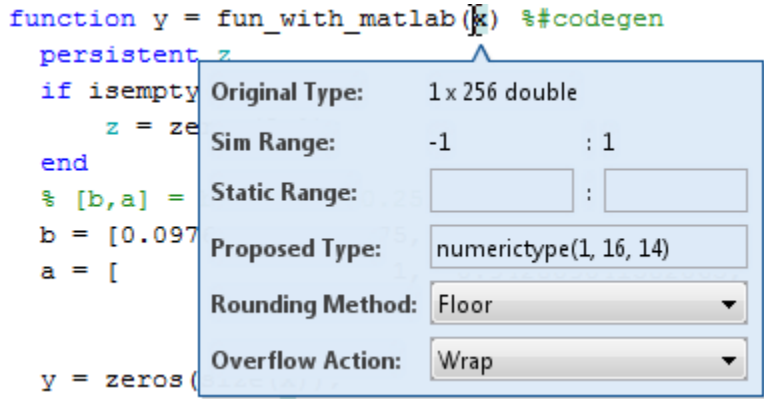 function y = fun_with_matlab(x) %#codegen
persistent z
if isempty
Original Type: 1 x 256 double
z = ze
Sim Range: -1 : 1
end
% [b,a] =
Static Range: :
b = [0.097
Proposed Type: numerictype(1, 16, 14)
a = [
Rounding Method: Floor
Overflow Action: Wrap
y = zeros(